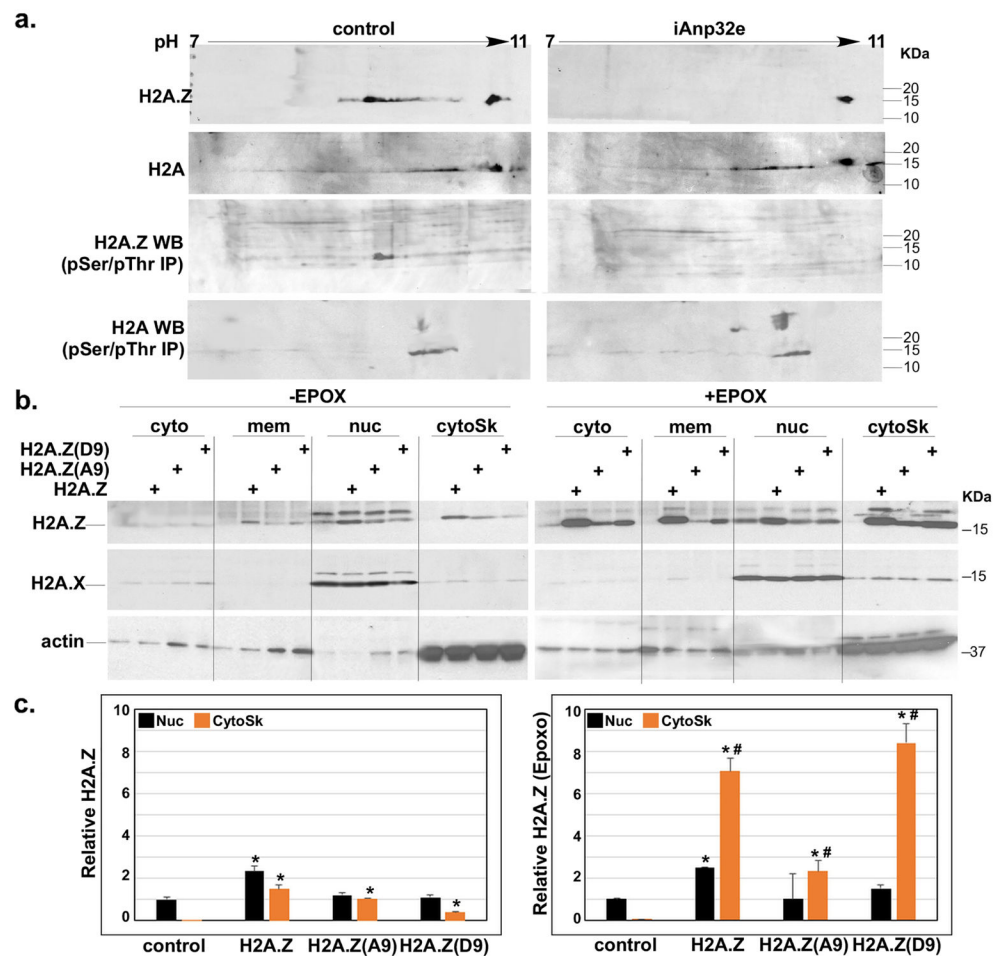 a.
control
iAnp32e
pH 7 11 7 11
KDa
H2A.Z
20
15
10
H2A
20
15
10
H2A.Z WB
(pSer/pThr IP)
20
15
10
H2A WB
(pSer/pThr IP)
20
15
10
b.
-EPOX +EPOX
cyto mem nuc cytoSk cyto mem nuc cytoSk
H2A.Z(D9) + + + + + + + +
H2A.Z(A9) + + + + + + + +
H2A.Z + + + + + + + +
KDa
H2A.Z
–15
H2A.X
–15
actin
–37
c.
Relative H2A.Z
10
8
6
4
2
0
Nuc CytoSk
* * * *
control H2A.Z H2A.Z(A9) H2A.Z(D9)
Relative H2A.Z (Epoxo)
10
8
6
4
2
0
Nuc CytoSk
* * # * # * #
control H2A.Z H2A.Z(A9) H2A.Z(D9)